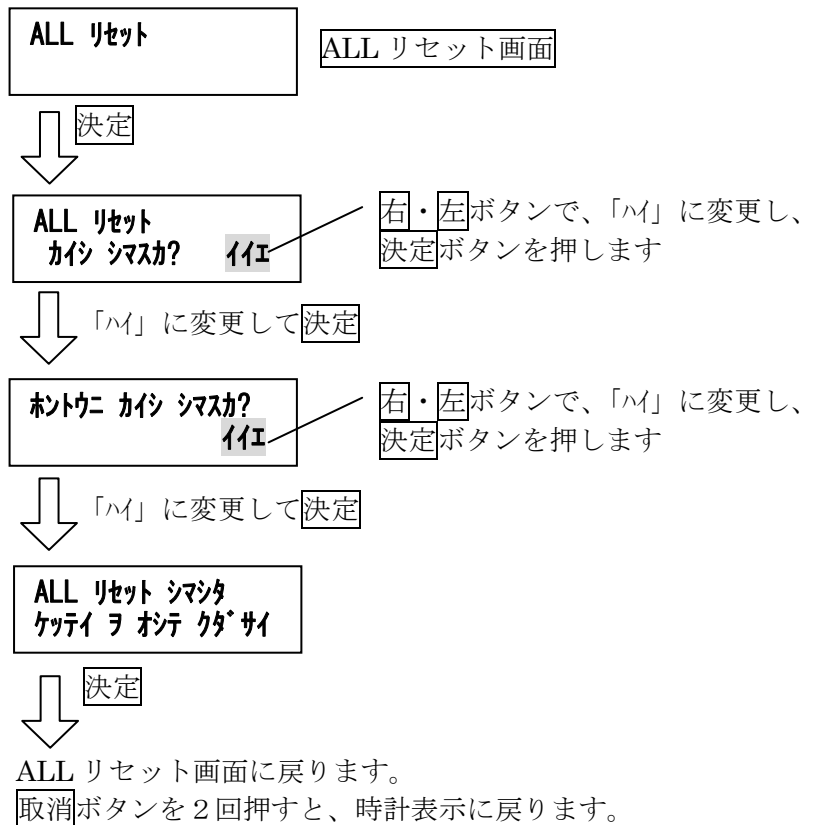 ALL ﾘｾｯﾄ
ALL リセット画面
決定
ALL ﾘｾｯﾄ
ｶｲｼ ｼﾏｽｶ? ｲｲｴ
右・左ボタンで、「ﾊｲ」に変更し、
決定ボタンを押します
「ﾊｲ」に変更して決定
ﾎﾝﾄｳﾆ ｶｲｼ ｼﾏｽｶ?
ｲｲｴ
右・左ボタンで、「ﾊｲ」に変更し、
決定ボタンを押します
「ﾊｲ」に変更して決定
ALL ﾘｾｯﾄ ｼﾏｼﾀ
ｹｯﾃｲ ｦ ｵｼﾃ ｸﾀﾞｻｲ
決定
ALL リセット画面に戻ります。
取消ボタンを２回押すと、時計表示に戻ります。